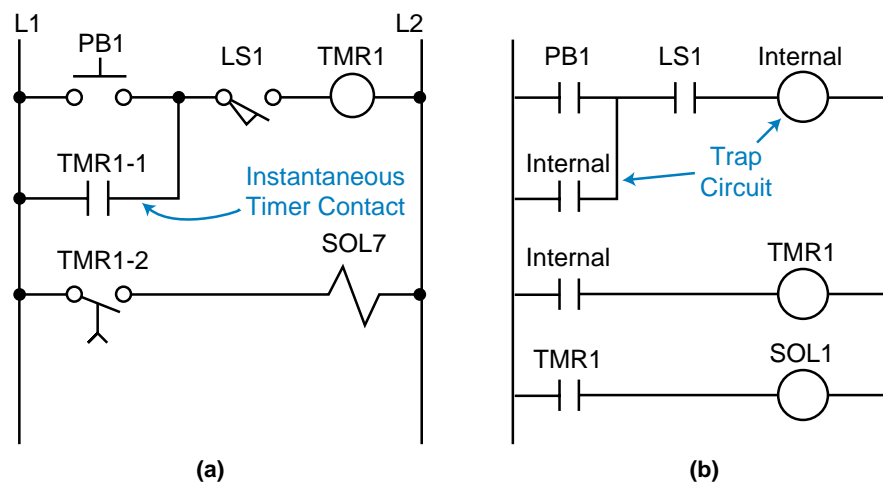 L1
L2
PB1
LS1
TMR1
TMR1-1
Instantaneous
Timer Contact
TMR1-2
SOL7
(a)
PB1
LS1
Internal
Internal
Trap
Circuit
Internal
TMR1
TMR1
SOL1
(b)